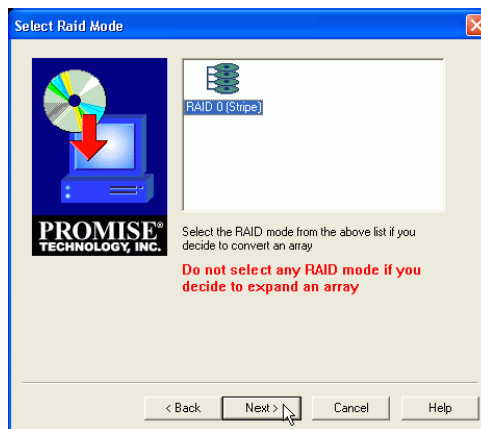 Select Raid Mode
RAID 0 (Stripe)
PROMISE®
TECHNOLOGY, INC.
Select the RAID mode from the above list if you
decide to convert an array
Do not select any RAID mode if you
decide to expand an array
< Back Next > Cancel Help